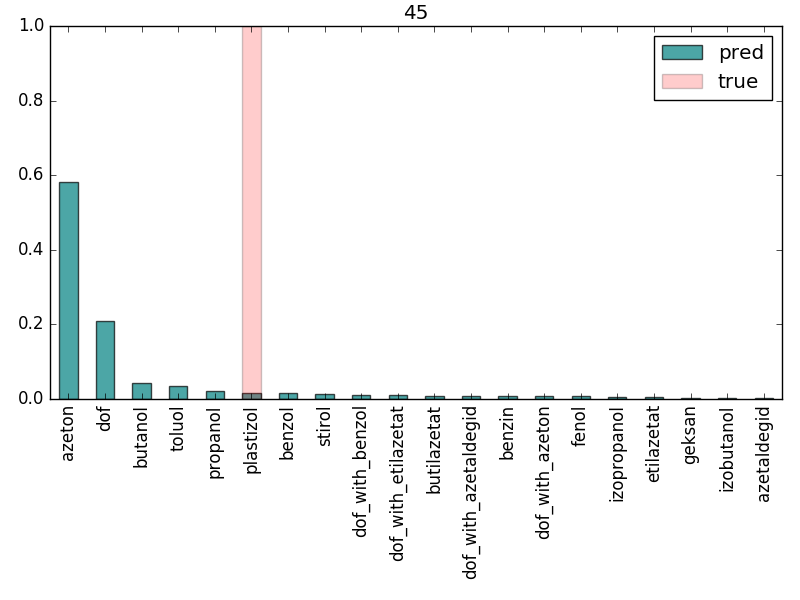 45
1.0
0.8
0.6
0.4
0.2
0.0
pred
true
azeton
dof
butanol
toluol
propanol
plastizol
benzol
stirol
dof_with_benzol
dof_with_etilazetat
butilazetat
dof_with_azetaldegid
benzin
dof_with_azeton
fenol
izopropanol
etilazetat
geksan
izobutanol
azetaldegid